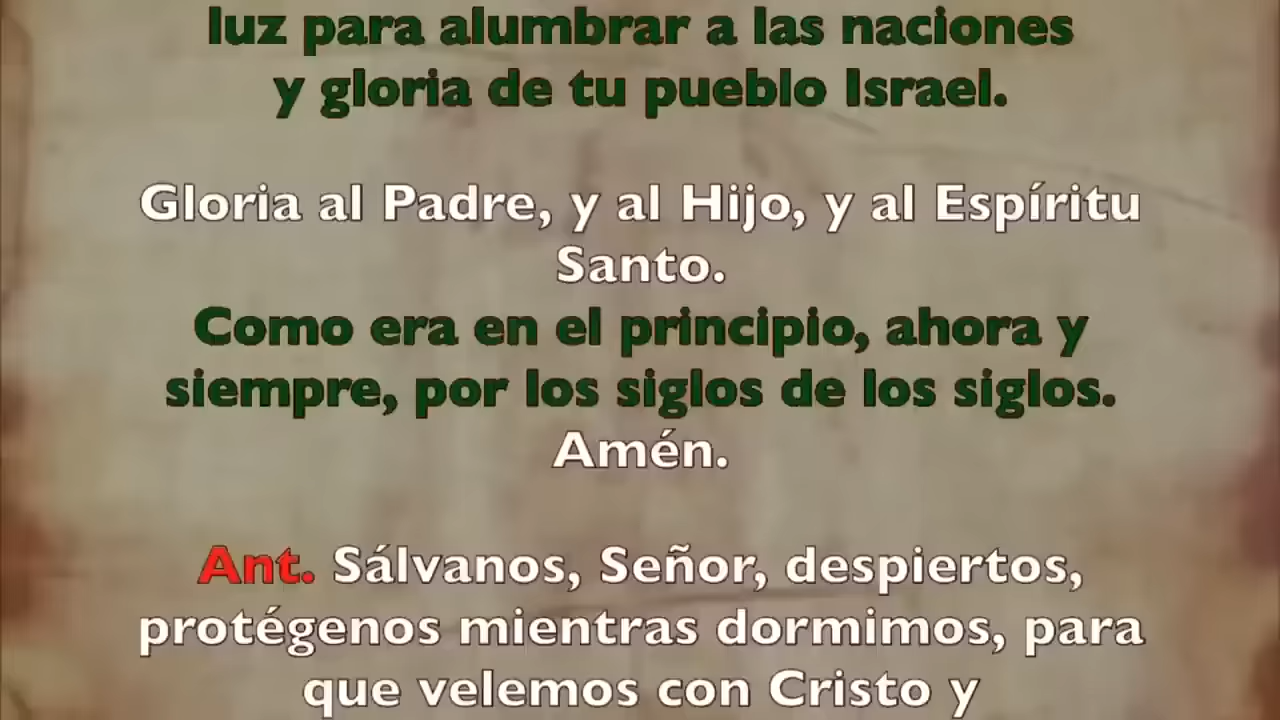 luz para alumbrar a las naciones
y gloria de tu pueblo Israel.
Gloria al Padre, y al Hijo, y al Espíritu
Santo.
Como era en el principio, ahora y
siempre, por los siglos de los siglos.
Amén.
Ant. Sálvanos, Señor, despiertos,
protégenos mientras dormimos, para
que velemos con Cristo y